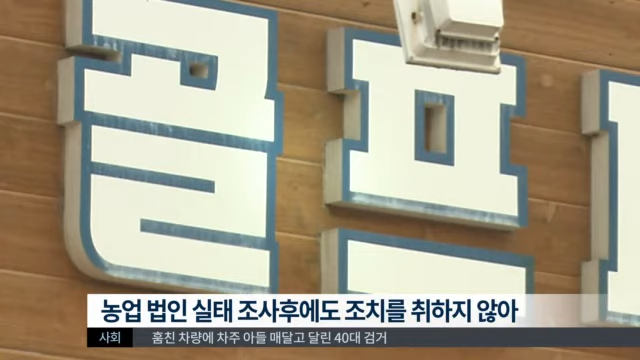 골프
농업 법인 실태 조사후에도 조치를 취하지 않아
사회 훔친 차량에 차주 아들 매달고 달린 40대 검거